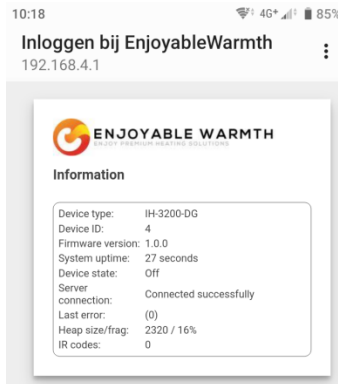 10:18 4G+ 85%
Inloggen bij EnjoyableWarmth
192.168.4.1
ENJOYABLE WARMTH
ENJOY PREMIUM HEATING SOLUTIONS
Information
Device type: IH-3200-DG
Device ID: 4
Firmware version: 1.0.0
System uptime: 27 seconds
Device state: Off
Server
connection: Connected successfully
Last error: (0)
Heap size/frag: 2320 / 16%
IR codes: 0